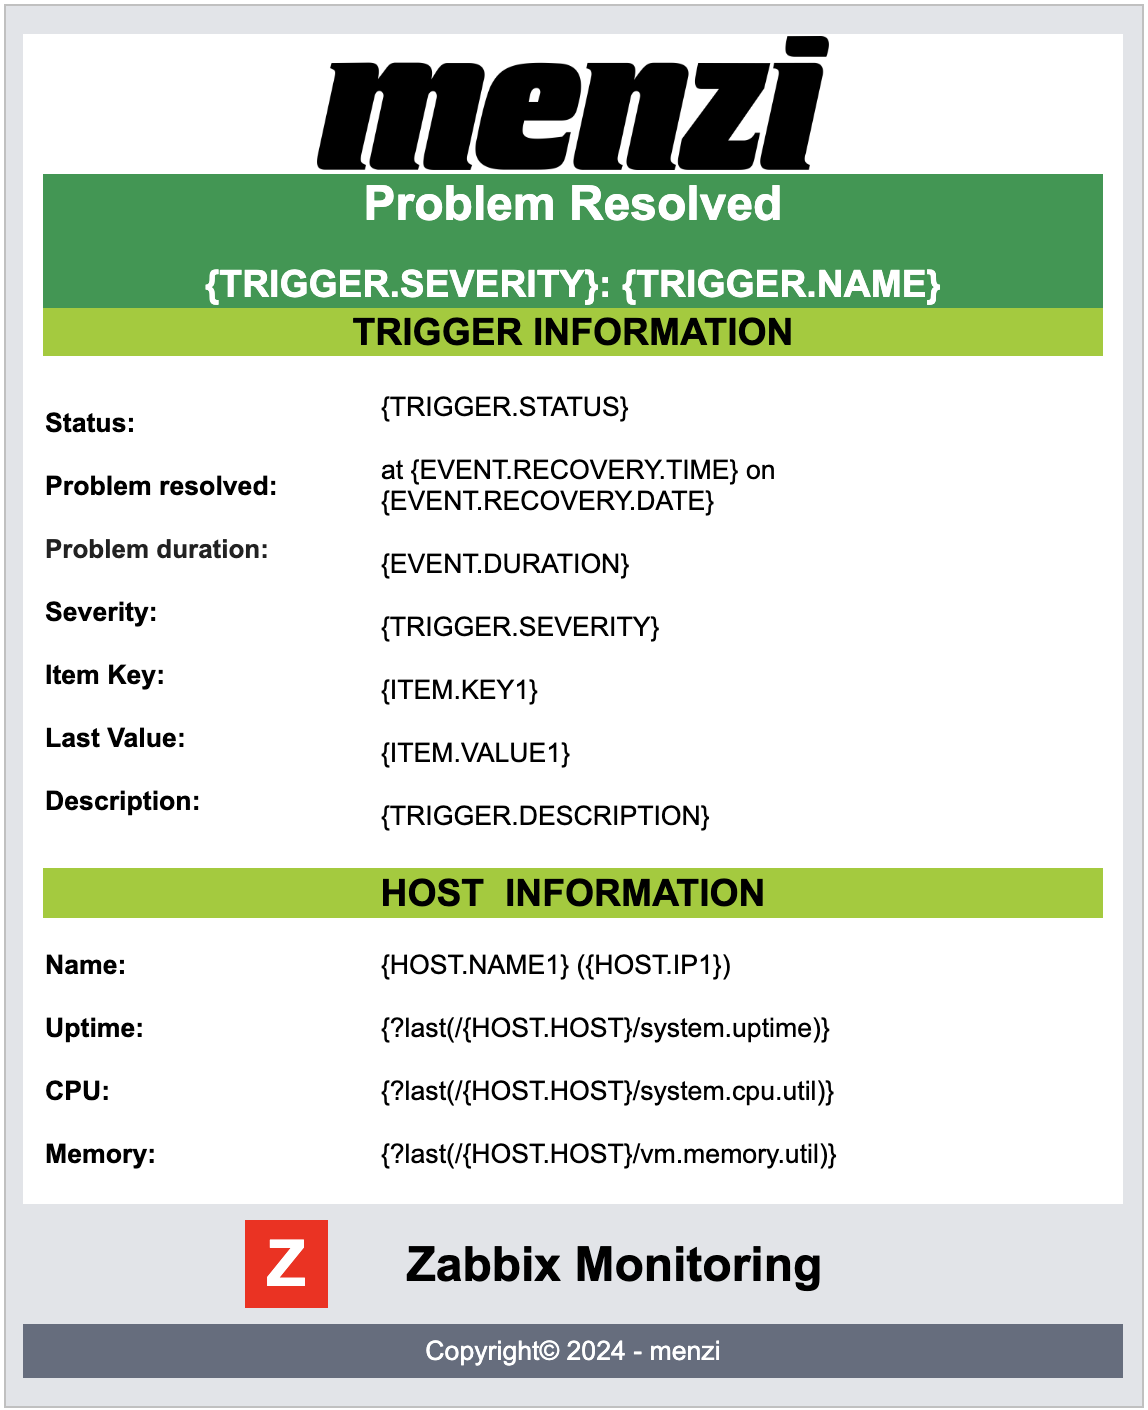 menzi
Problem Resolved
{TRIGGER.SEVERITY}: {TRIGGER.NAME}
TRIGGER INFORMATION
Status: {TRIGGER.STATUS}
Problem resolved: at {EVENT.RECOVERY.TIME} on
{EVENT.RECOVERY.DATE}
Problem duration: {EVENT.DURATION}
Severity: {TRIGGER.SEVERITY}
Item Key: {ITEM.KEY1}
Last Value: {ITEM.VALUE1}
Description: {TRIGGER.DESCRIPTION}
HOST  INFORMATION
Name: {HOST.NAME1} ({HOST.IP1})
Uptime: {?last(/{HOST.HOST}/system.uptime)}
CPU: {?last(/{HOST.HOST}/system.cpu.util)}
Memory: {?last(/{HOST.HOST}/vm.memory.util)}
Z Zabbix Monitoring
Copyright© 2024 - menzi